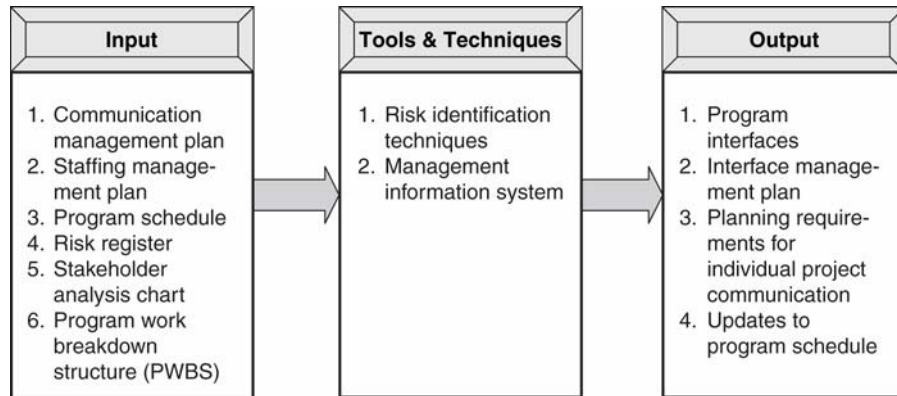 Input
1. Communication
management plan
2. Staffing manage-
ment plan
3. Program schedule
4. Risk register
5. Stakeholder
analysis chart
6. Program work
breakdown
structure (PWBS)
Tools & Techniques
1. Risk identification
techniques
2. Management
information system
Output
1. Program
interfaces
2. Interface manage-
ment plan
3. Planning require-
ments for
individual project
communication
4. Updates to
program schedule